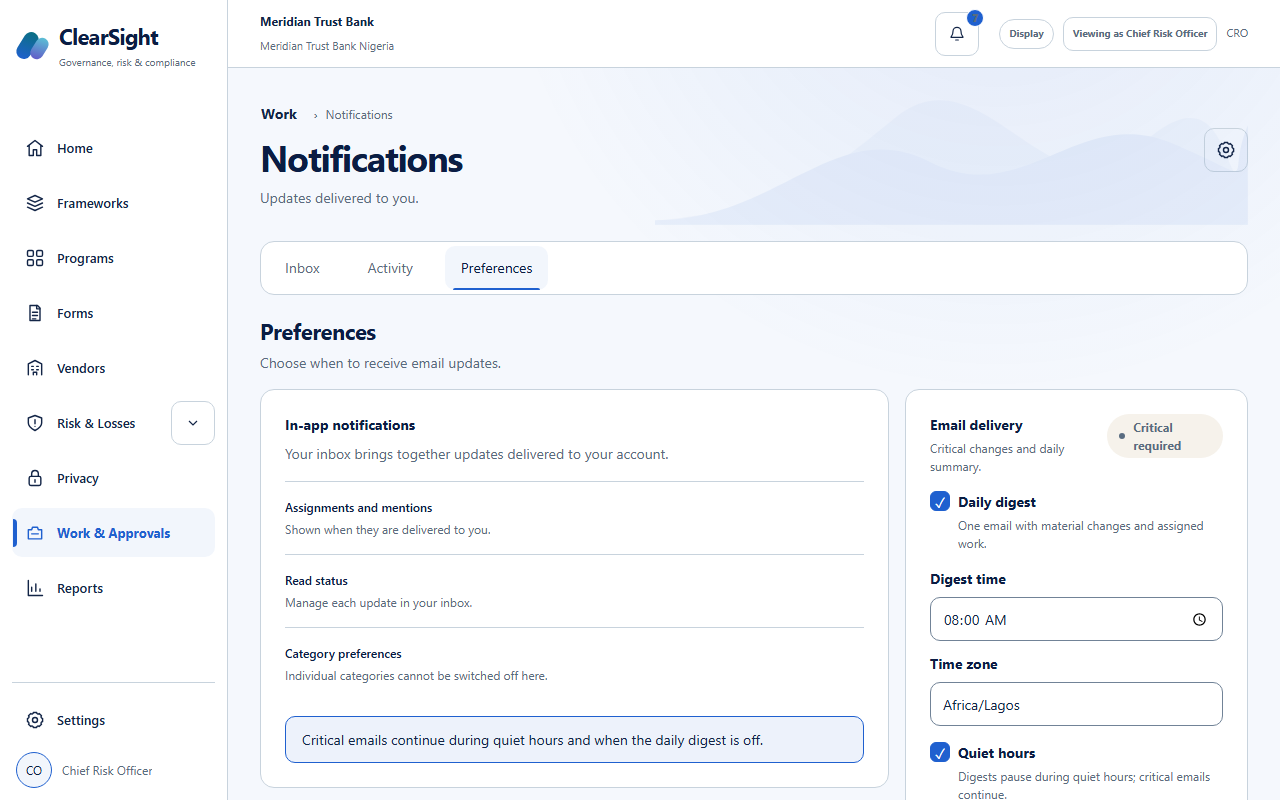 ClearSight
Governance, risk & compliance
Home
Frameworks
Programs
Forms
Vendors
Risk & Losses
Privacy
Work & Approvals
Reports
Settings
CO
Chief Risk Officer
Meridian Trust Bank
Meridian Trust Bank Nigeria
Display
Viewing as Chief Risk Officer
CRO
Work › Notifications
Notifications
Updates delivered to you.
Inbox
Activity
Preferences
Preferences
Choose when to receive email updates.
In-app notifications
Your inbox brings together updates delivered to your account.
Assignments and mentions
Shown when they are delivered to you.
Read status
Manage each update in your inbox.
Category preferences
Individual categories cannot be switched off here.
Critical emails continue during quiet hours and when the daily digest is off.
Email delivery
Critical changes and daily
summary.
Critical
required
Daily digest
One email with material changes and assigned
work.
Digest time
08:00 AM
Time zone
Africa/Lagos
Quiet hours
Digests pause during quiet hours; critical emails
continue.